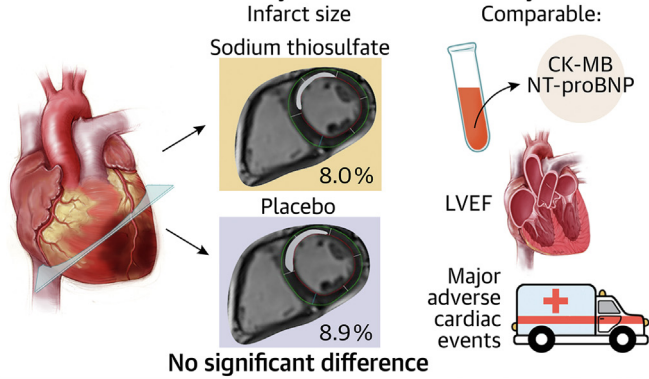 Infarct size
Sodium thiosulfate
8.0%
Placebo
8.9%
No significant difference
Comparable:
CK-MB
NT-proBNP
LVEF
Major
adverse
cardiac
events